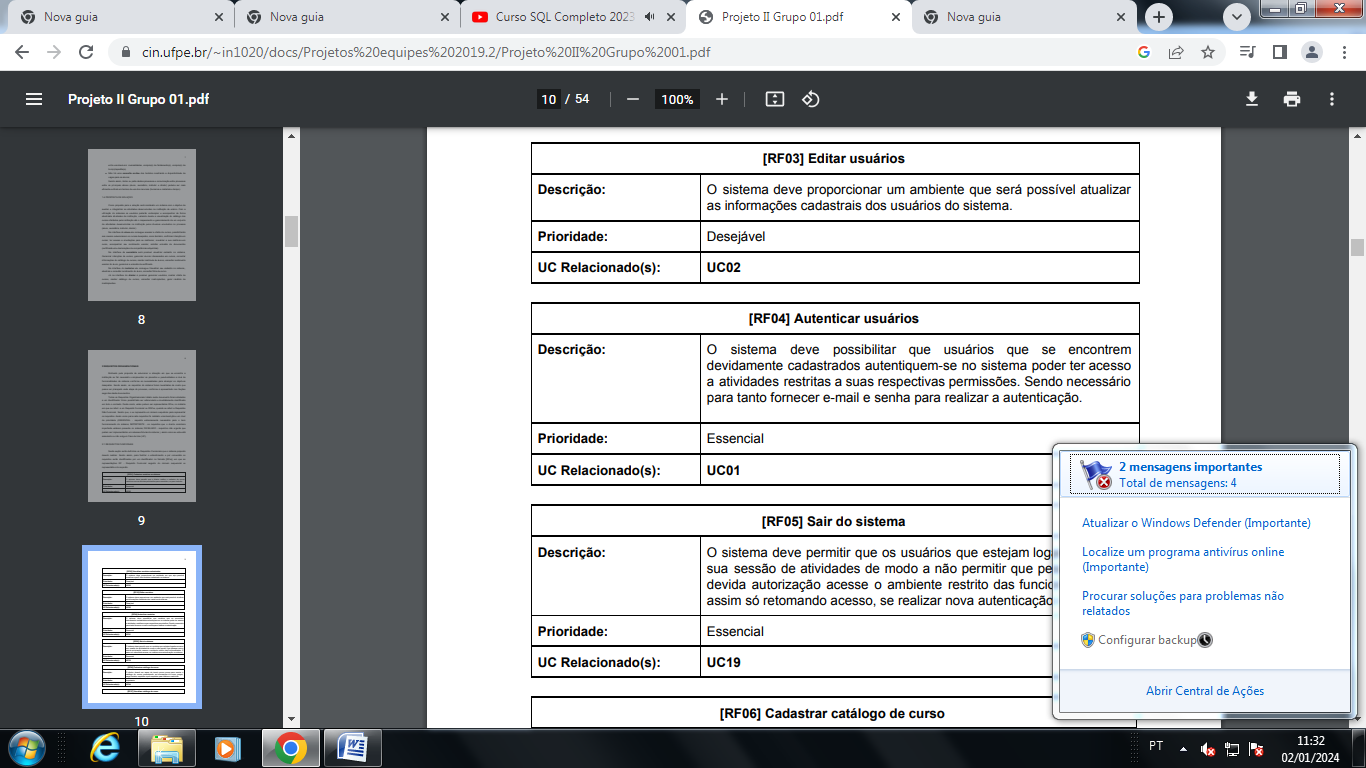 Nova guia
Nova guia
Curso SQL Completo 2023
Projeto II Grupo 01.pdf
Nova guia
cin.ufpe.br/~in1020/docs/Projetos%20equipes%202019.2/Projeto%20II%20Grupo%2001.pdf
Projeto II Grupo 01.pdf
10 / 54
100%
8
9
10
[RF03] Editar usuários
Descrição:
O sistema deve proporcionar um ambiente que será possível atualizar
as informações cadastrais dos usuários do sistema.
Prioridade:
Desejável
UC Relacionado(s):
UC02
[RF04] Autenticar usuários
Descrição:
O sistema deve possibilitar que usuários que se encontrem
devidamente cadastrados autentiquem-se no sistema poder ter acesso
a atividades restritas a suas respectivas permissões. Sendo necessário
para tanto fornecer e-mail e senha para realizar a autenticação.
Prioridade:
Essencial
UC Relacionado(s):
UC01
[RF05] Sair do sistema
Descrição:
O sistema deve permitir que os usuários que estejam
sua sessão de atividades de modo a não permitir que
devida autorização acesse o ambiente restrito das
assim só retomando acesso, se realizar nova autenticação
Prioridade:
Essencial
UC Relacionado(s):
UC19
[RF06] Cadastrar catálogo de curso
2 mensagens importantes
Total de mensagens: 4
Atualizar o Windows Defender (Importante)
Localize um programa antivírus online
(Importante)
Procurar soluções para problemas não
relatados
Configurar backup
Abrir Central de Ações
PT
11:32
02/01/2024